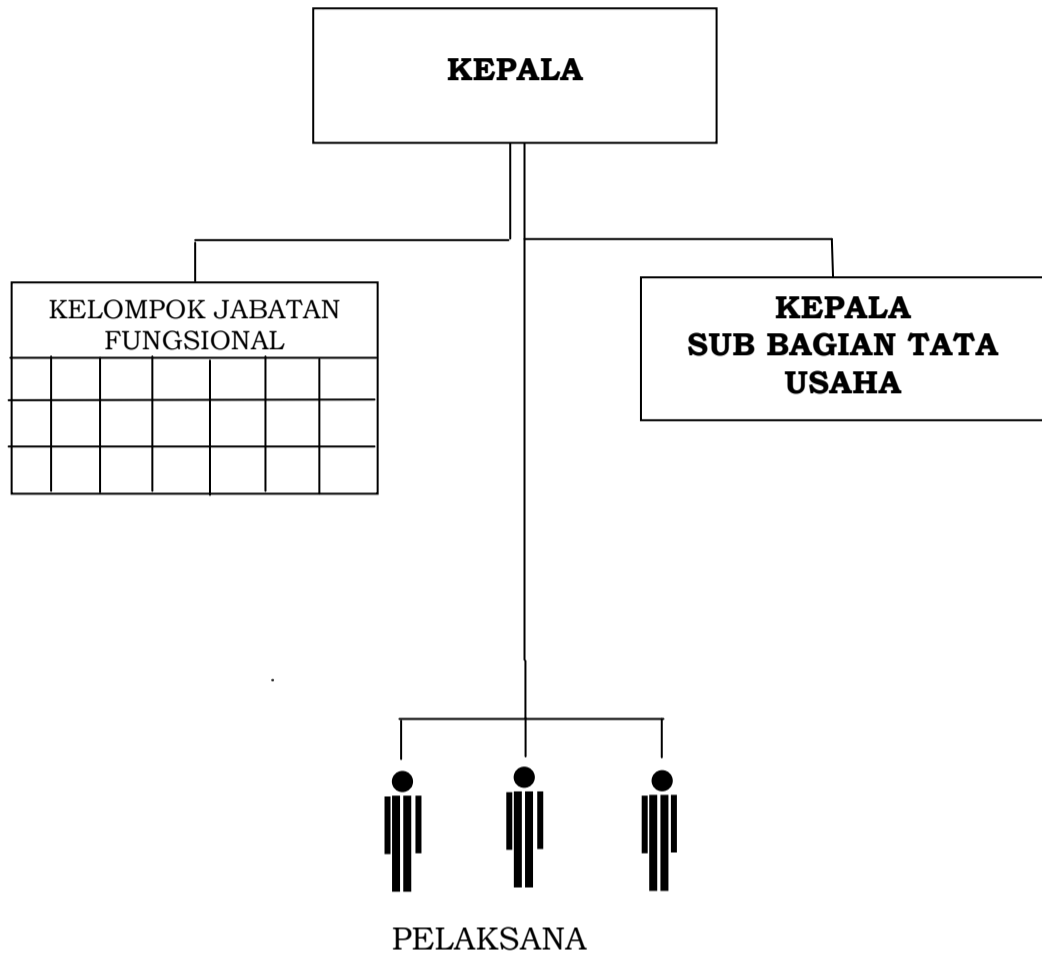 KEPALA
KELOMPOK JABATAN
FUNGSIONAL
KEPALA
SUB BAGIAN TATA
USAHA
PELAKSANA